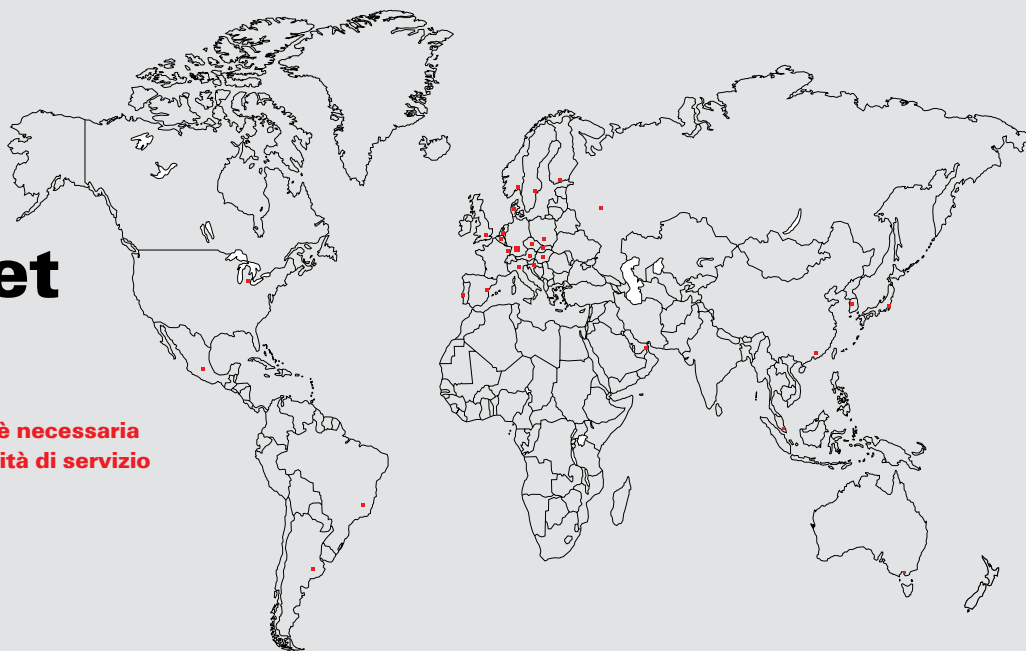 et
è necessaria
ità di servizio